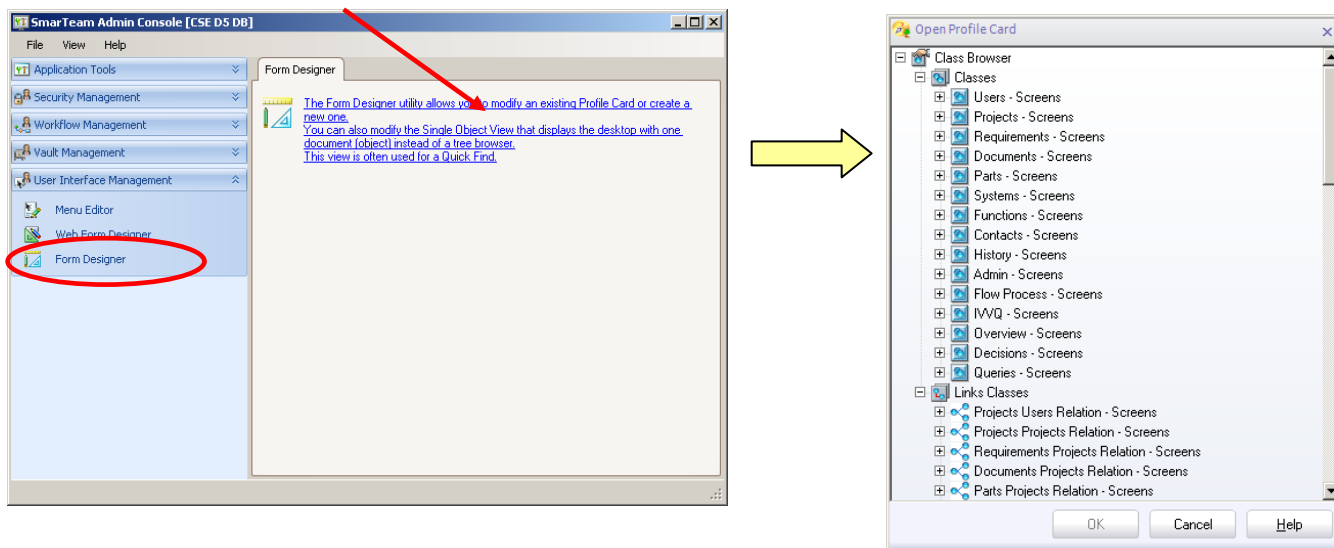 SmarTeam Admin Console [CSE D5 DB]
File View Help
Application Tools
Security Management
Workflow Management
Vault Management
User Interface Management
Menu Editor
Web Form Designer
Form Designer
Form Designer
The Form Designer utility allows you to modify an existing Profile Card or create a
new one.
You can also modify the Single Object View that displays the desktop with one
document (object) instead of a tree browser.
This view is often used for a Quick Find.
Open Profile Card
Class Browser
Classes
Users - Screens
Projects - Screens
Requirements - Screens
Documents - Screens
Parts - Screens
Systems - Screens
Functions - Screens
Contacts - Screens
History - Screens
Admin - Screens
Flow Process - Screens
IVVQ - Screens
Overview - Screens
Decisions - Screens
Queries - Screens
Links Classes
Projects Users Relation - Screens
Projects Projects Relation - Screens
Requirements Projects Relation - Screens
Documents Projects Relation - Screens
Parts Projects Relation - Screens
OK Cancel Help